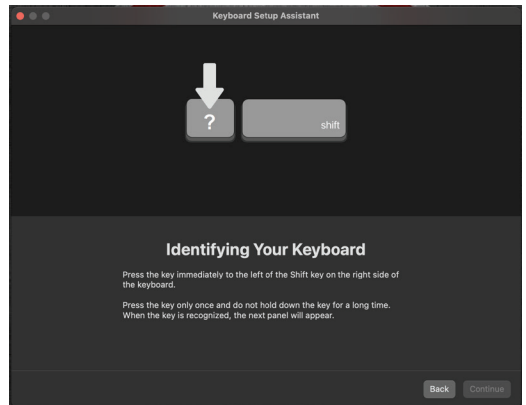 Keyboard Setup Assistant
?
shift
Identifying Your Keyboard
Press the key immediately to the left of the Shift key on the right side of
the keyboard.
Press the key only once and do not hold down the key for a long time.
When the key is recognized, the next panel will appear.
Back
Continue